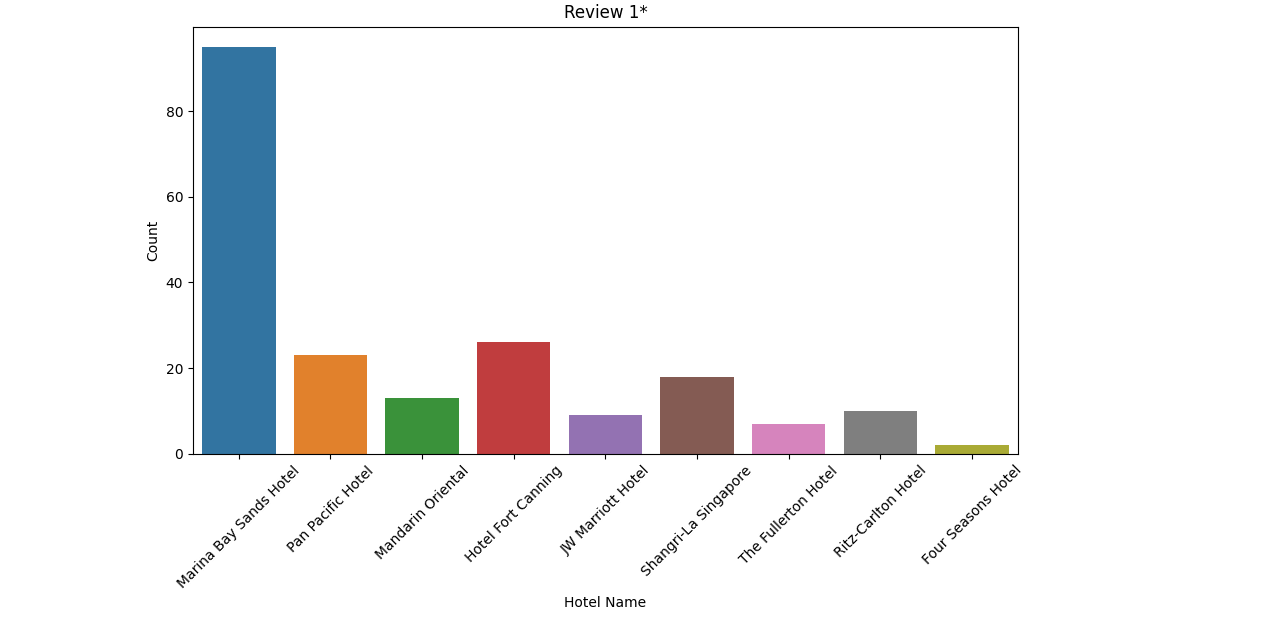 Review 1*
Count
80
60
40
20
0
Marina Bay Sands Hotel
Pan Pacific Hotel
Mandarin Oriental
Hotel Fort Canning
JW Marriott Hotel
Shangri-La Singapore
The Fullerton Hotel
Ritz-Carlton Hotel
Four Seasons Hotel
Hotel Name